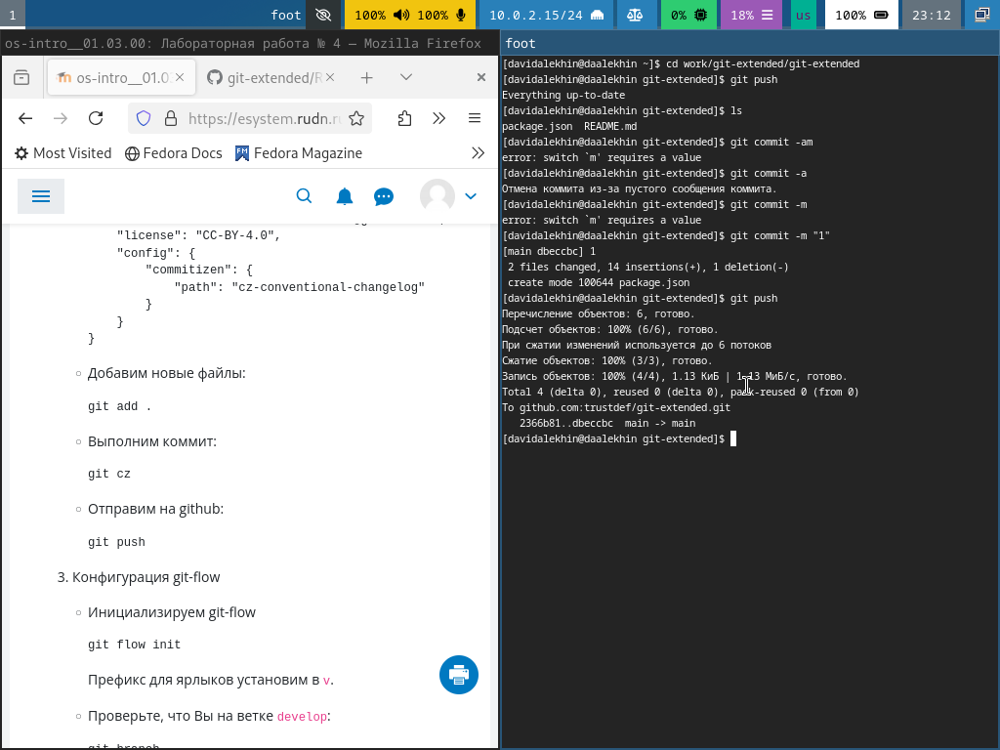 1
foot
100%
100%
10.0.2.15/24
0%
18%
us
100%
23:12
os-intro__01.03.00: Лабораторная работа № 4 — Mozilla Firefox
os-intro__01.0
git-extended/R
https://esystem.rudn.r
Most Visited
Fedora Docs
Fedora Magazine
"license": "CC-BY-4.0",
"config": {
"commitizen": {
"path": "cz-conventional-changelog"
}
}
}
Добавим новые файлы:
git add .
Выполним коммит:
git cz
Отправим на github:
git push
3. Конфигурация git-flow
Инициализируем git-flow
git flow init
Префикс для ярлыков установим в v.
Проверьте, что Вы на ветке develop:
git branch
foot
[davidalekhin@daalekhin ~]$ cd work/git-extended/git-extended
[davidalekhin@daalekhin git-extended]$ git push
Everything up-to-date
[davidalekhin@daalekhin git-extended]$ ls
package.json  README.md
[davidalekhin@daalekhin git-extended]$ git commit -am
error: switch `m' requires a value
[davidalekhin@daalekhin git-extended]$ git commit -a
Отмена коммита из-за пустого сообщения коммита.
[davidalekhin@daalekhin git-extended]$ git commit -m
error: switch `m' requires a value
[davidalekhin@daalekhin git-extended]$ git commit -m "1"
[main dbeccbc] 1
2 files changed, 14 insertions(+), 1 deletion(-)
create mode 100644 package.json
[davidalekhin@daalekhin git-extended]$ git push
Перечисление объектов: 6, готово.
Подсчет объектов: 100% (6/6), готово.
При сжатии изменений используется до 6 потоков
Сжатие объектов: 100% (3/3), готово.
Запись объектов: 100% (4/4), 1.13 КиБ | 1.13 МиБ/с, готово.
Total 4 (delta 0), reused 0 (delta 0), pack-reused 0 (from 0)
To github.com:trustdef/git-extended.git
2366b81..dbeccbc  main -> main
[davidalekhin@daalekhin git-extended]$